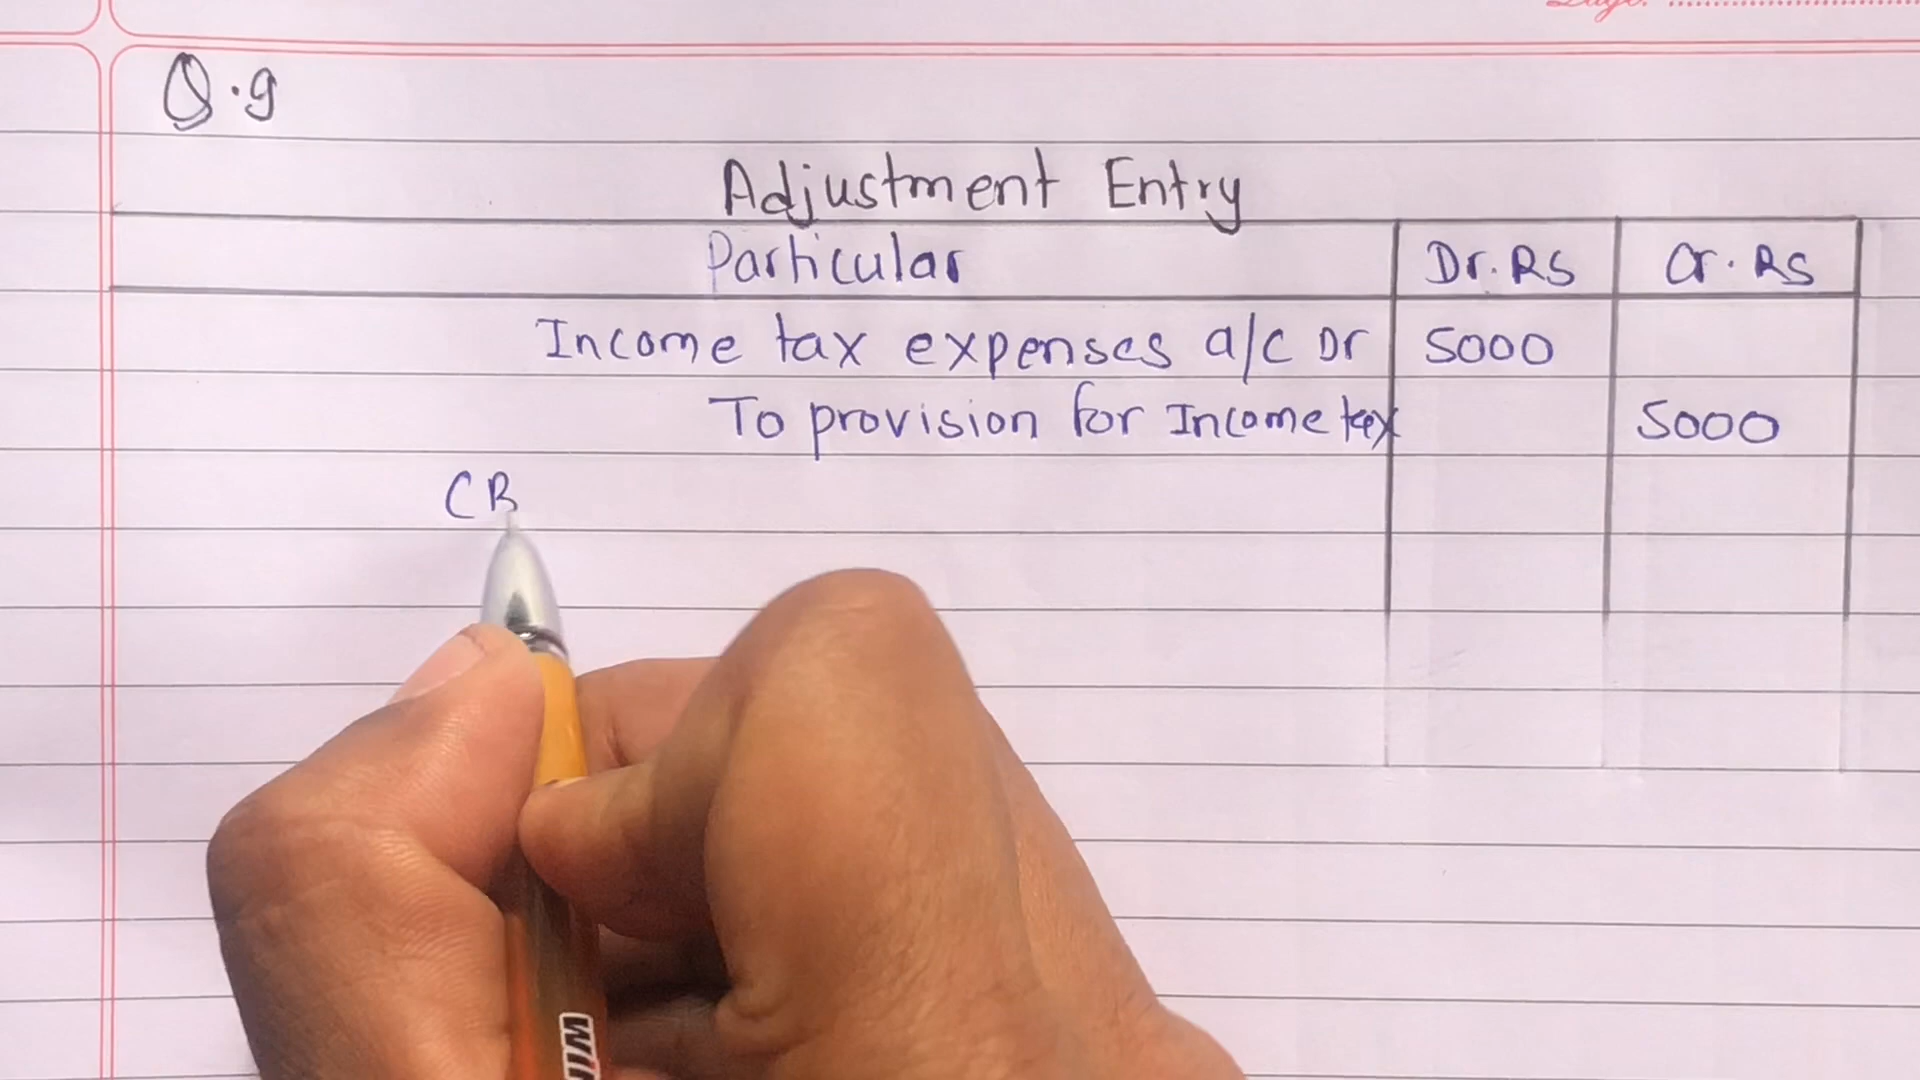 Q.9
Adjustment Entry
Particular Dr. RS Cr. RS
Income tax expenses a/c Dr 5000
To provision for Income tax 5000
CB